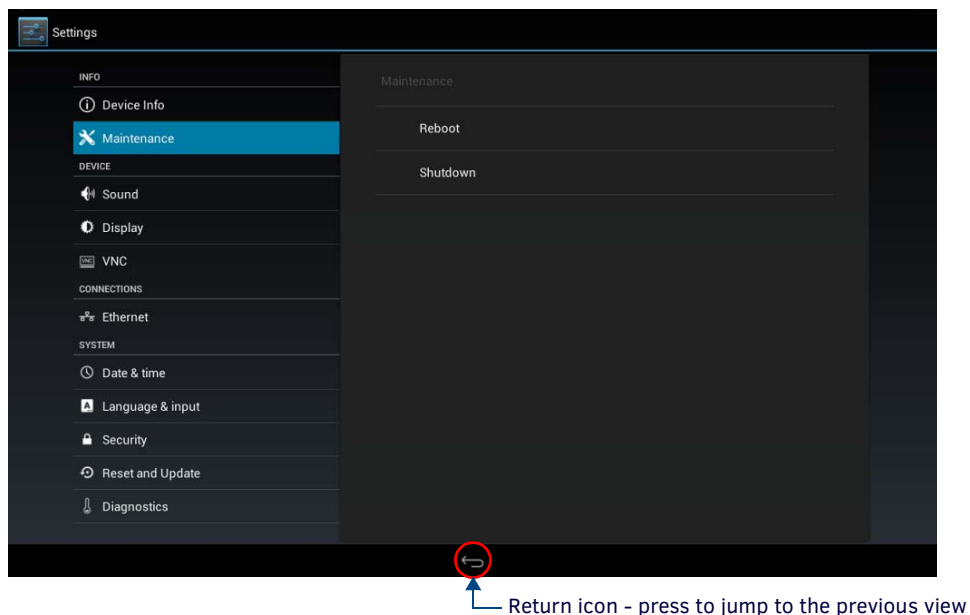 Settings
INFO
Device Info
Maintenance
DEVICE
Sound
Display
VNC
VNC
CONNECTIONS
Ethernet
SYSTEM
Date & time
A
Language & input
Security
Reset and Update
Diagnostics
Maintenance
Reboot
Shutdown
Return icon - press to jump to the previous view